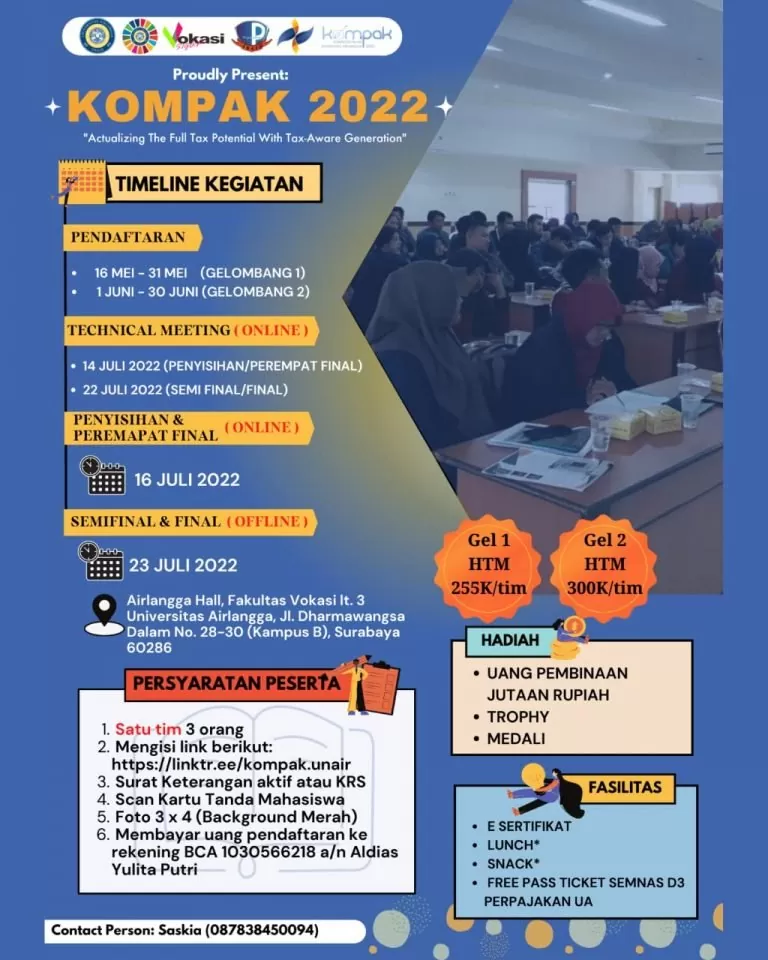 Vokasi
kompak
Proudly Present:
KOMPAK 2022
"Actualizing The Full Tax Potential With Tax-Aware Generation"
TIMELINE KEGIATAN
PENDAFTARAN
• 16 MEI - 31 MEI (GELOMBANG 1)
• 1 JUNI - 30 JUNI (GELOMBANG 2)
TECHNICAL MEETING ( ONLINE )
• 14 JULI 2022 (PENYISIHAN/PEREMPAT FINAL)
• 22 JULI 2022 (SEMI FINAL/FINAL)
PENYISIHAN &
PEREMAPAT FINAL ( ONLINE )
16 JULI 2022
SEMIFINAL & FINAL ( OFFLINE )
23 JULI 2022
Airlangga Hall, Fakultas Vokasi lt. 3
Universitas Airlangga, Jl. Dharmawangsa
Dalam No. 28-30 (Kampus B), Surabaya
60286
Gel 1
HTM
255K/tim
Gel 2
HTM
300K/tim
PERSYARATAN PESERTA
1. Satu tim 3 orang
2. Mengisi link berikut:
https://linktr.ee/kompak.unair
3. Surat Keterangan aktif atau KRS
4. Scan Kartu Tanda Mahasiswa
5. Foto 3 x 4 (Background Merah)
6. Membayar uang pendaftaran ke
rekening BCA 1030566218 a/n Aldias
Yulita Putri
HADIAH
• UANG PEMBINAAN
JUTAAN RUPIAH
• TROPHY
• MEDALI
FASILITAS
• E SERTIFIKAT
• LUNCH*
• SNACK*
• FREE PASS TICKET SEMNAS D3
PERPAJAKAN UA
Contact Person: Saskia (087838450094)